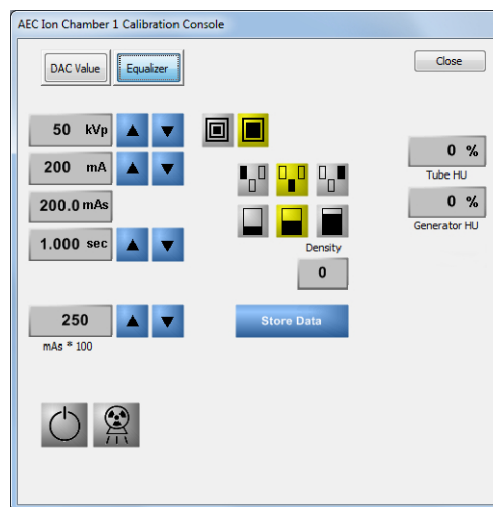 AEC Ion Chamber 1 Calibration Console
DAC Value Equalizer Close
50 kVp
200 mA
200.0 mAs
1.000 sec
0 %
Tube HU
0 %
Generator HU
Density
0
250
mAs * 100
Store Data